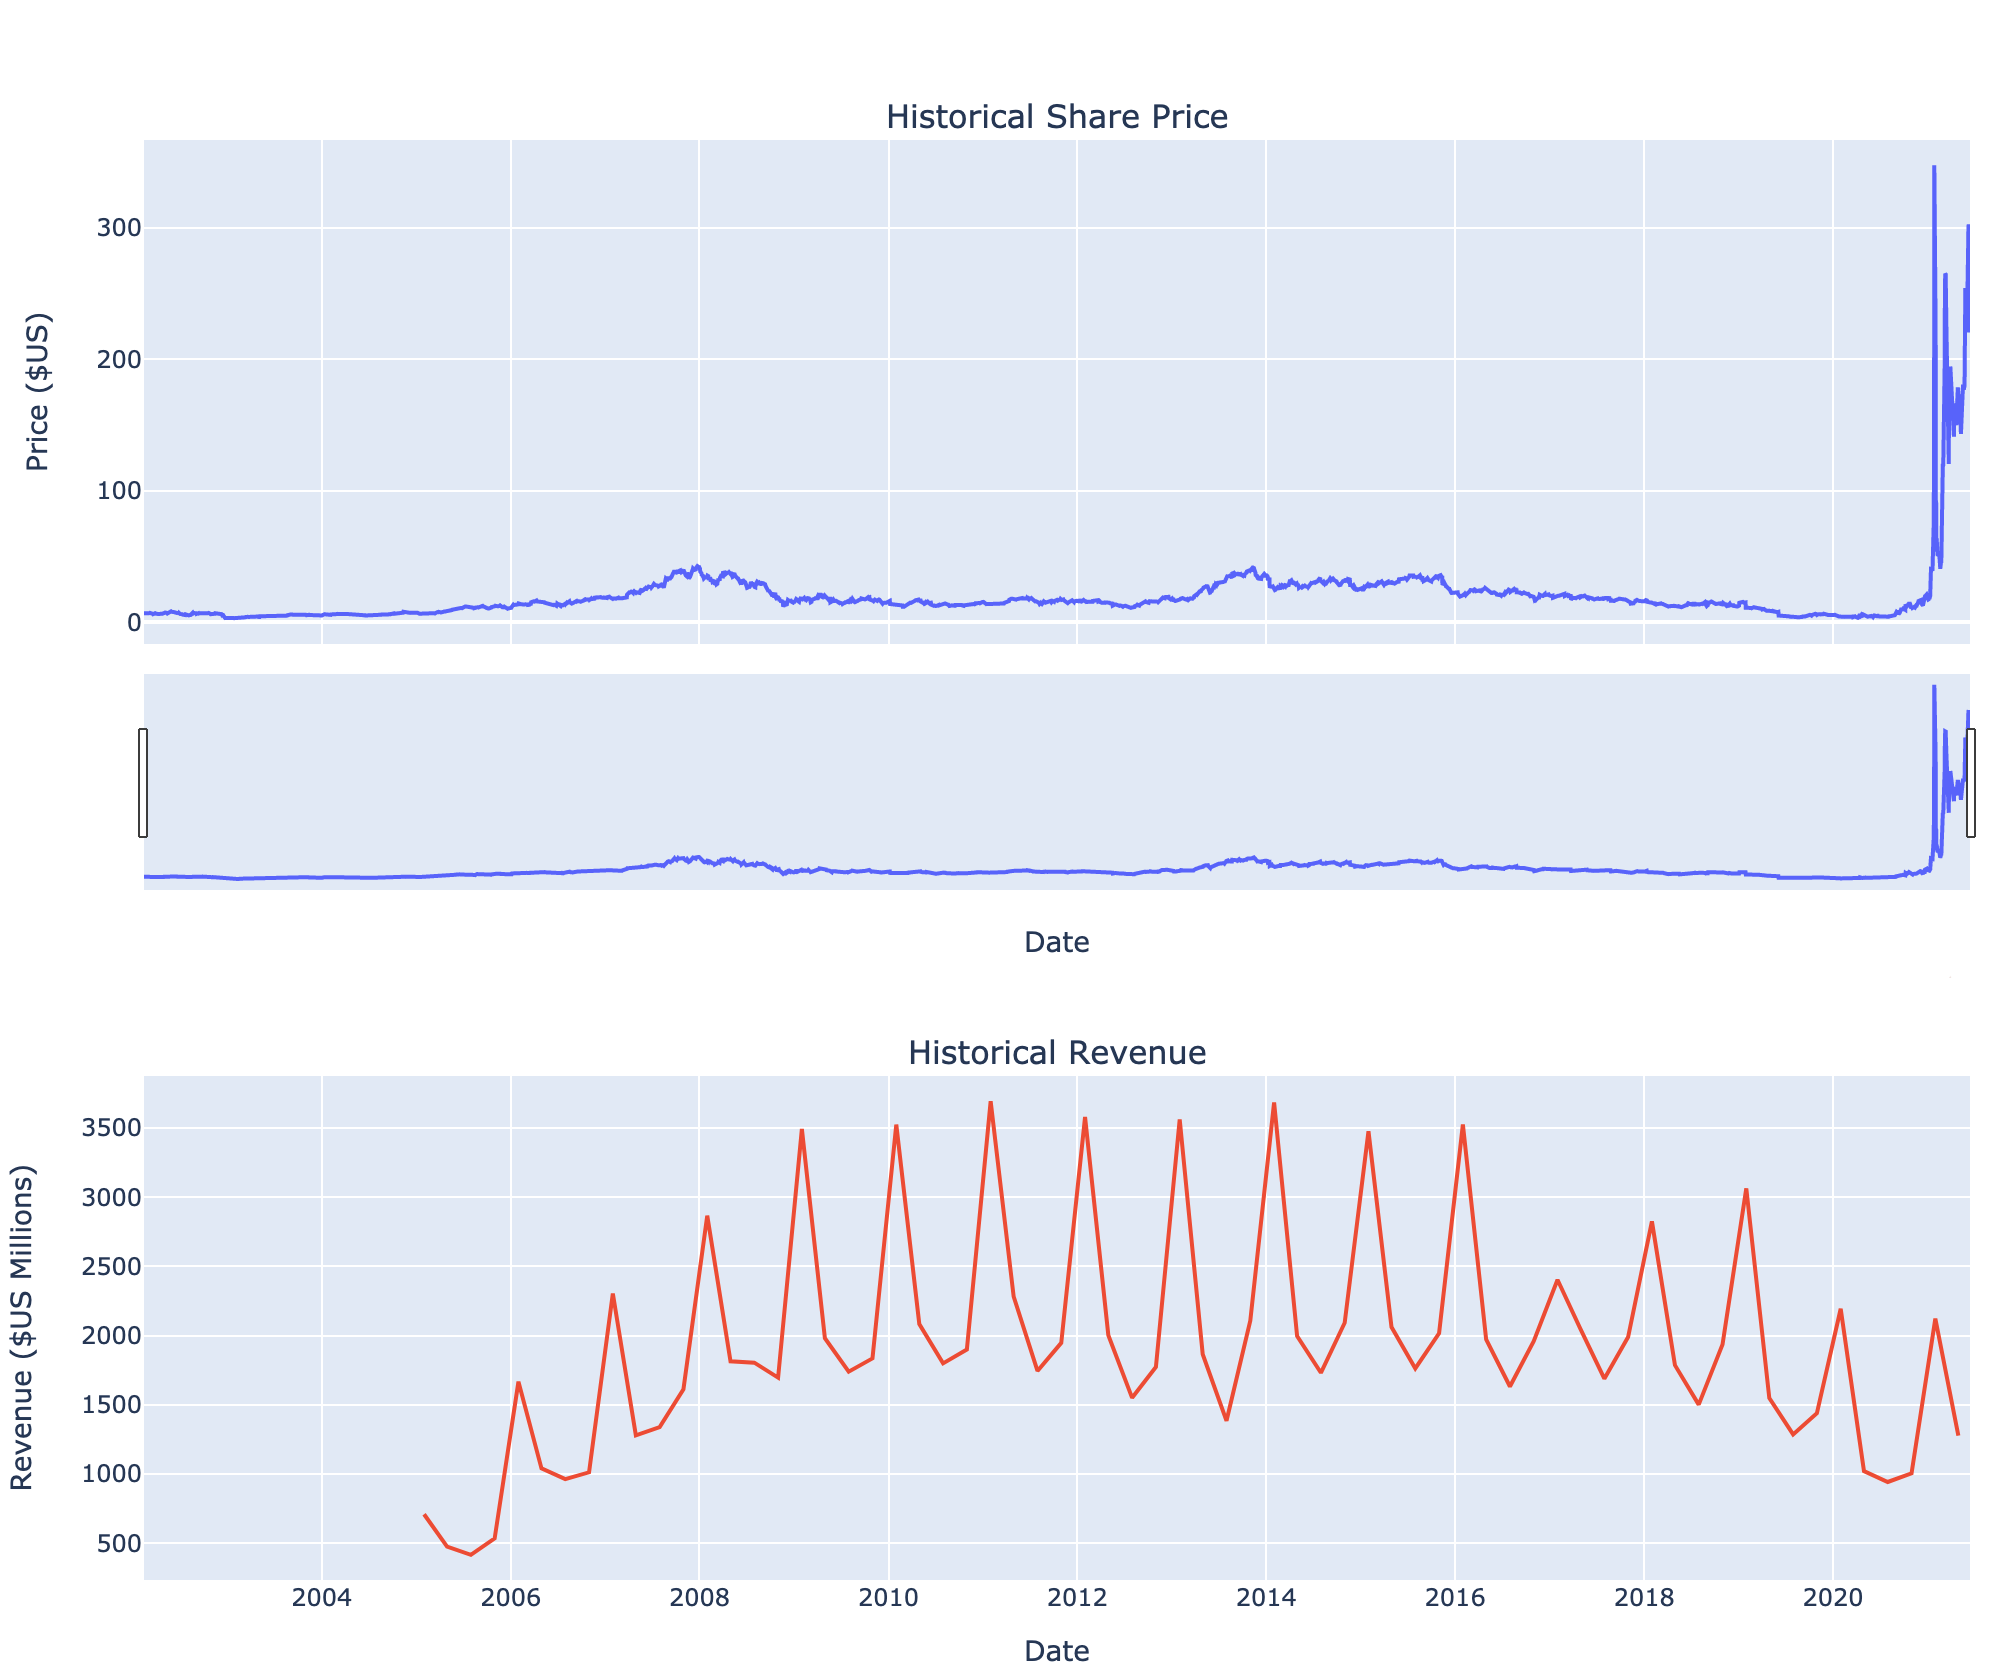 Historical Share Price
Price ($US)
300
200
100
0
Date
Historical Revenue
Revenue ($US Millions)
3500
3000
2500
2000
1500
1000
500
2004 2006 2008 2010 2012 2014 2016 2018 2020
Date